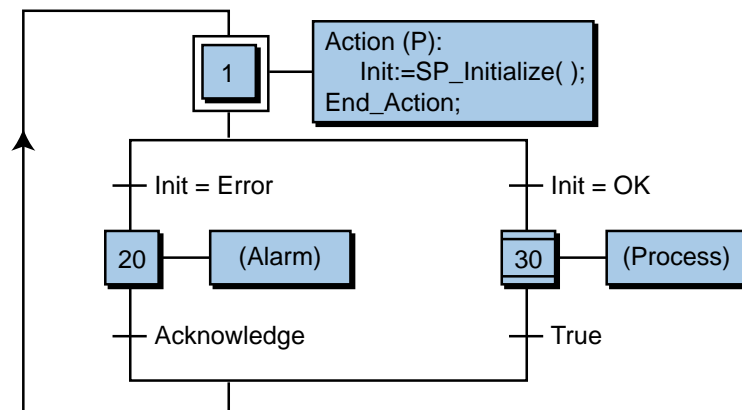 1
Action (P):
Init:=SP_Initialize( );
End_Action;
Init = Error
Init = OK
20
(Alarm)
30
(Process)
Acknowledge
True